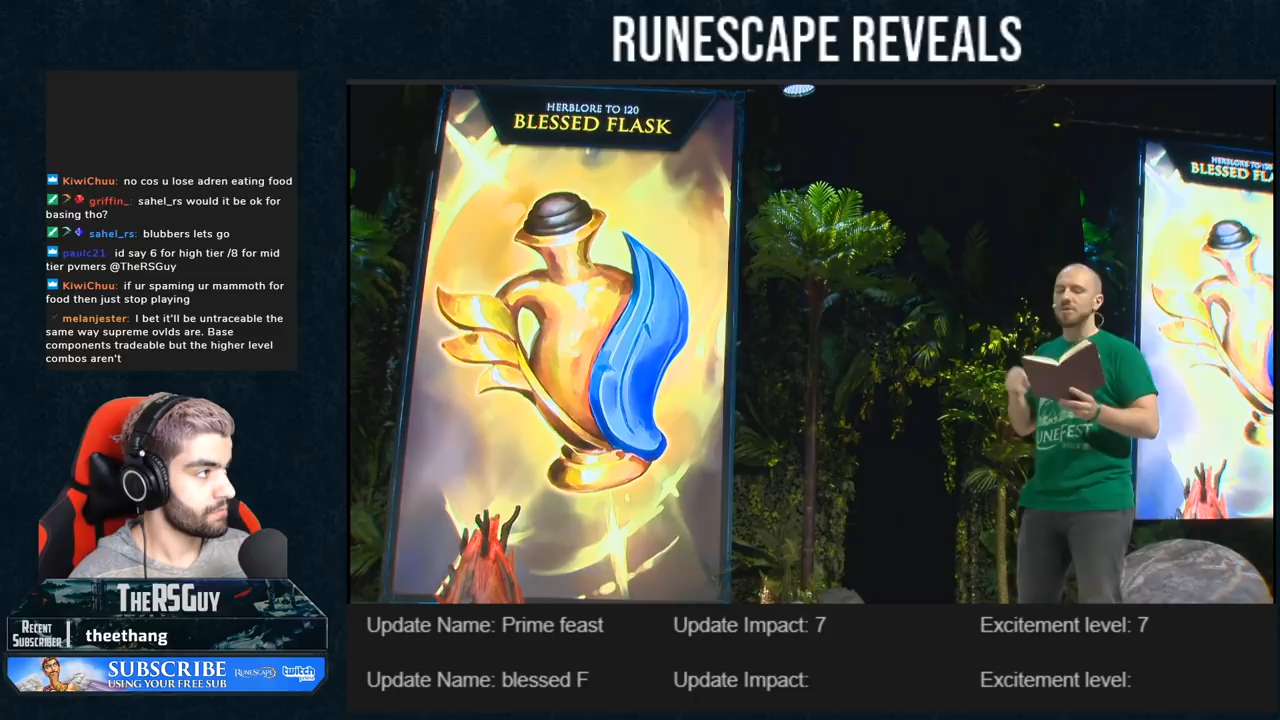 RUNESCAPE REVEALS
KiwiChuu: no cos u lose adren eating food
griffin_: sahel_rs would it be ok for
basing tho?
sahel_rs: blubbers lets go
paulc21: id say 6 for high tier /8 for mid
tier pvmers @TheRSGuy
KiwiChuu: if ur spaming ur mammoth for
food then just stop playing
melanjester: I bet it'll be untraceable the
same way supreme ovlds are. Base
components tradeable but the higher level
combos aren't
HERBLORE TO 120
BLESSED FLASK
HERBLORE TO 120
BLESSED FLA
UNEFEST
THERSGUY
RECENT
SUBSCRIBER
theethang
SUBSCRIBE
USING YOUR FREE SUB
RUNESCAPE
twitch
prime
Update Name: Prime feast
Update Impact: 7
Excitement level: 7
Update Name: blessed F
Update Impact:
Excitement level: